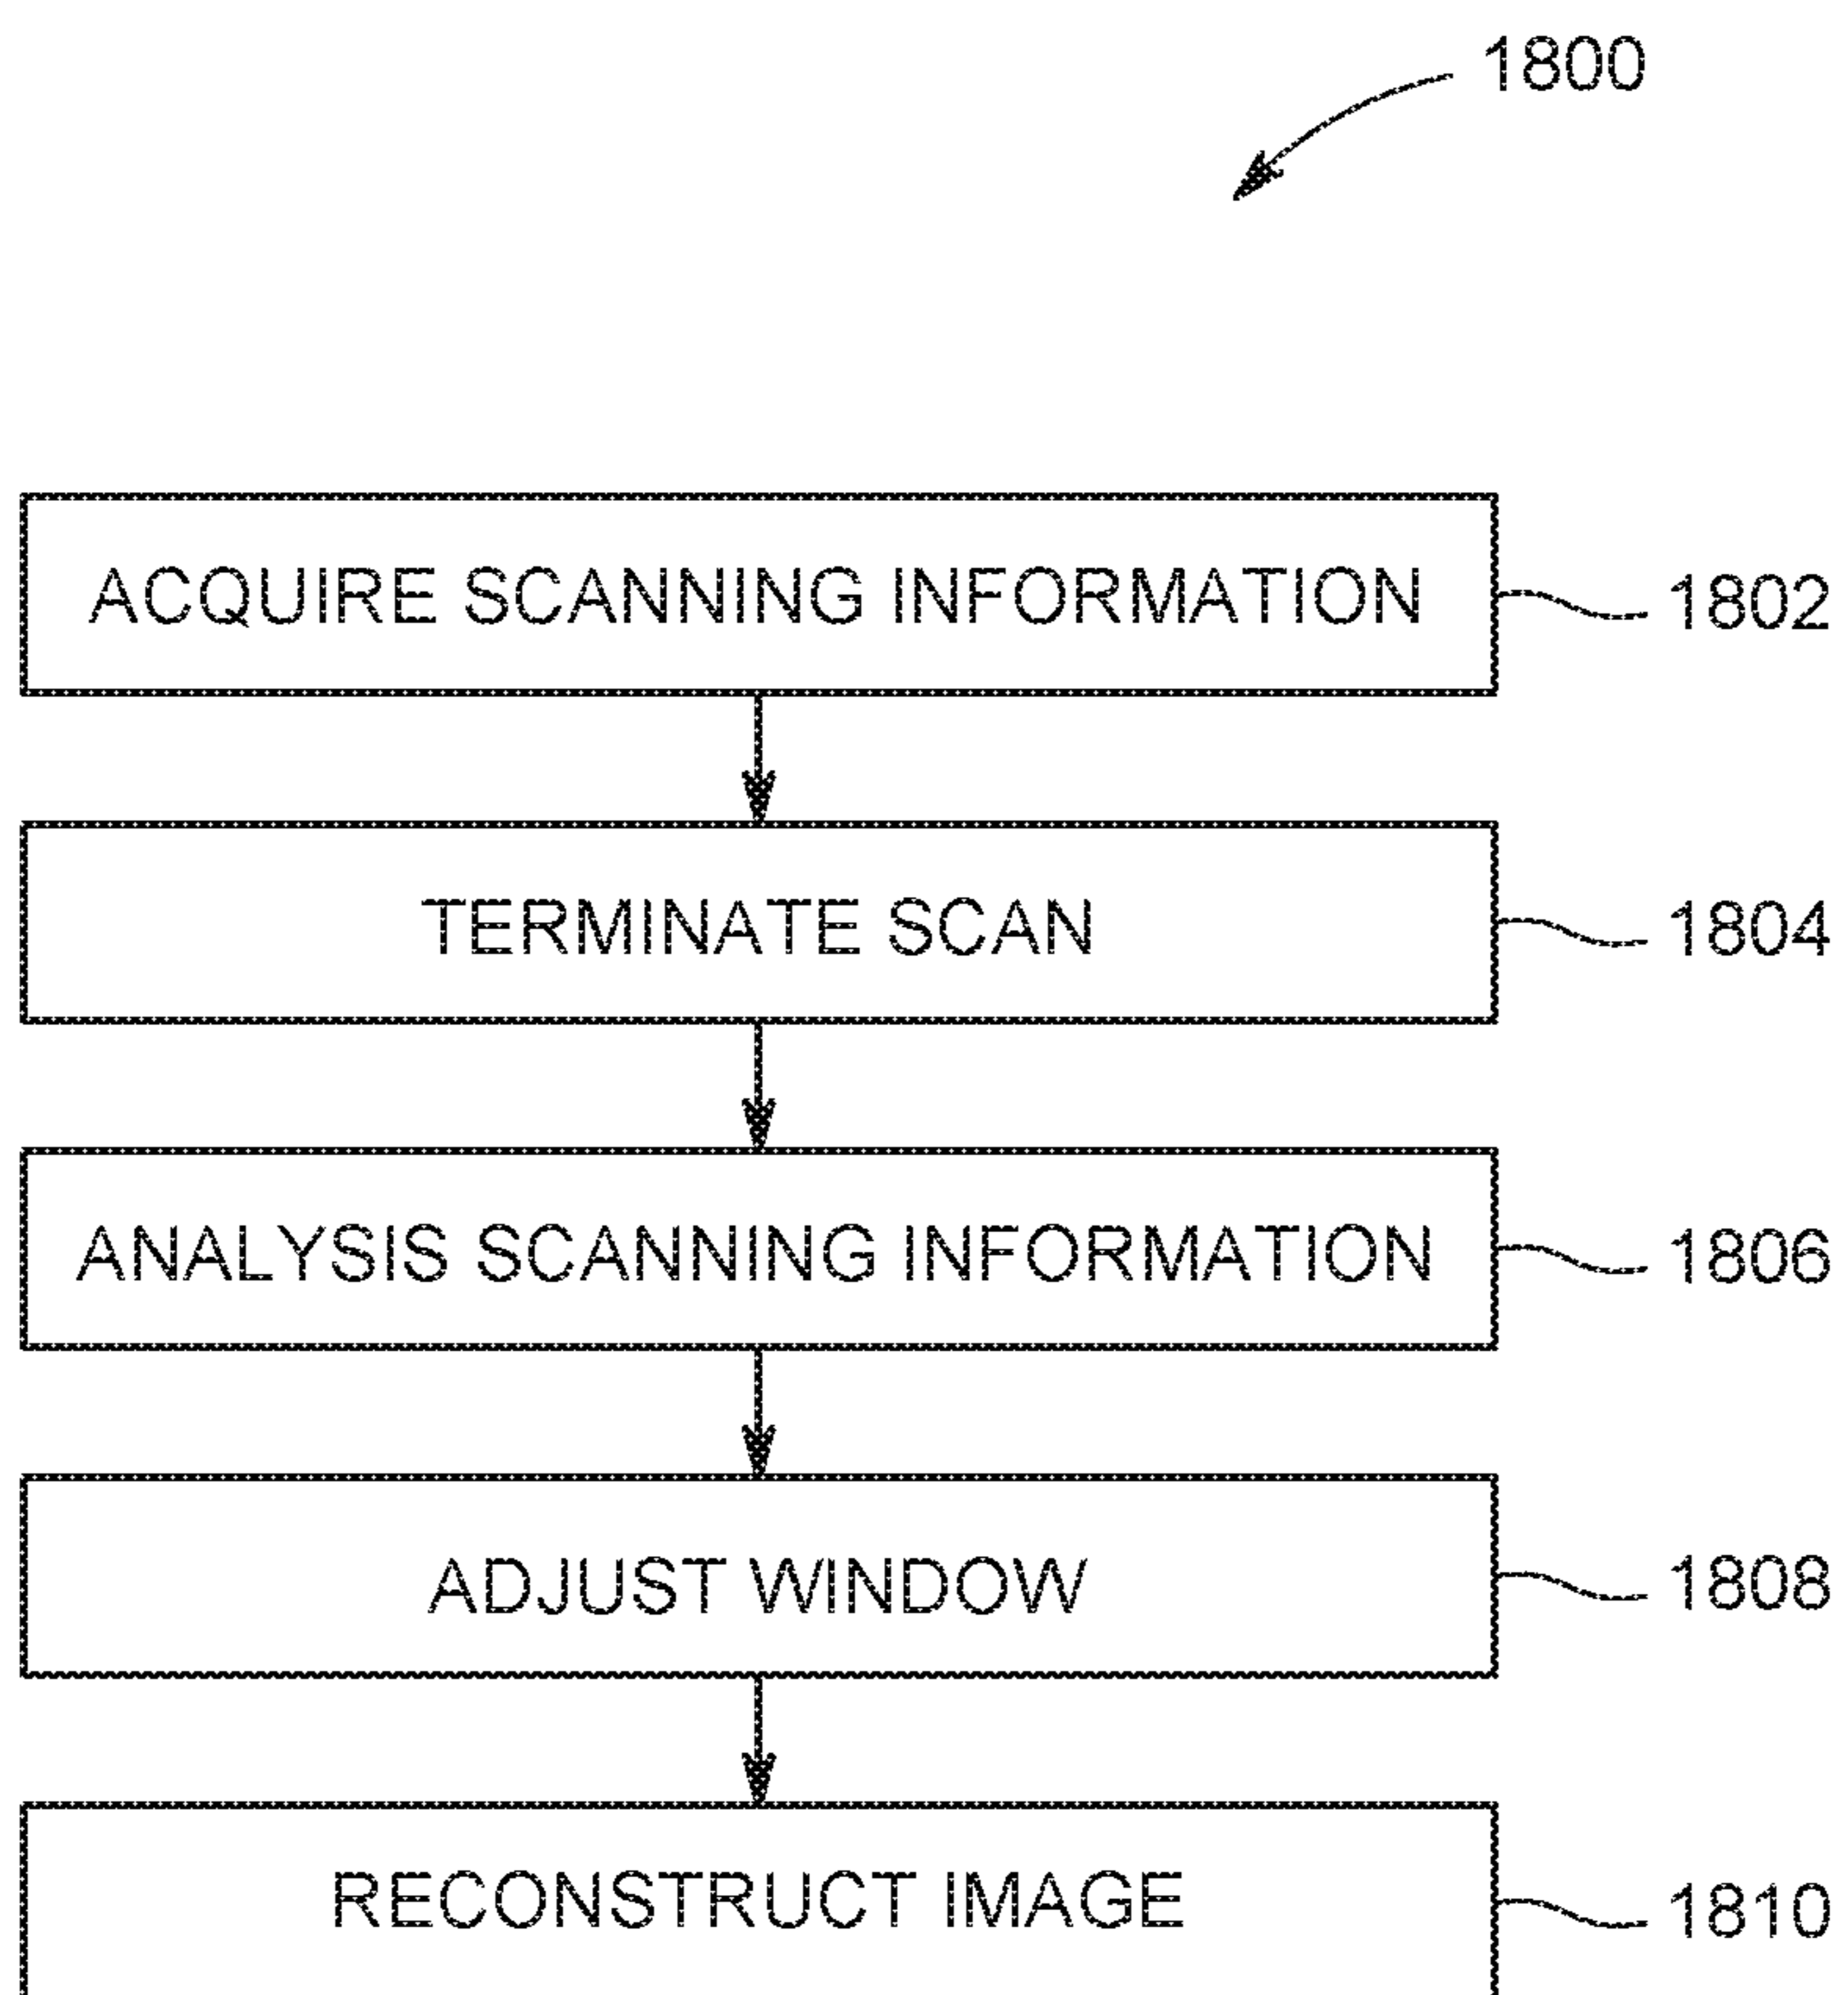 1800
ACQUIRE SCANNING INFORMATION 1802
TERMINATE SCAN 1804
ANALYSIS SCANNING INFORMATION 1806
ADJUST WINDOW 1808
RECONSTRUCT IMAGE 1810